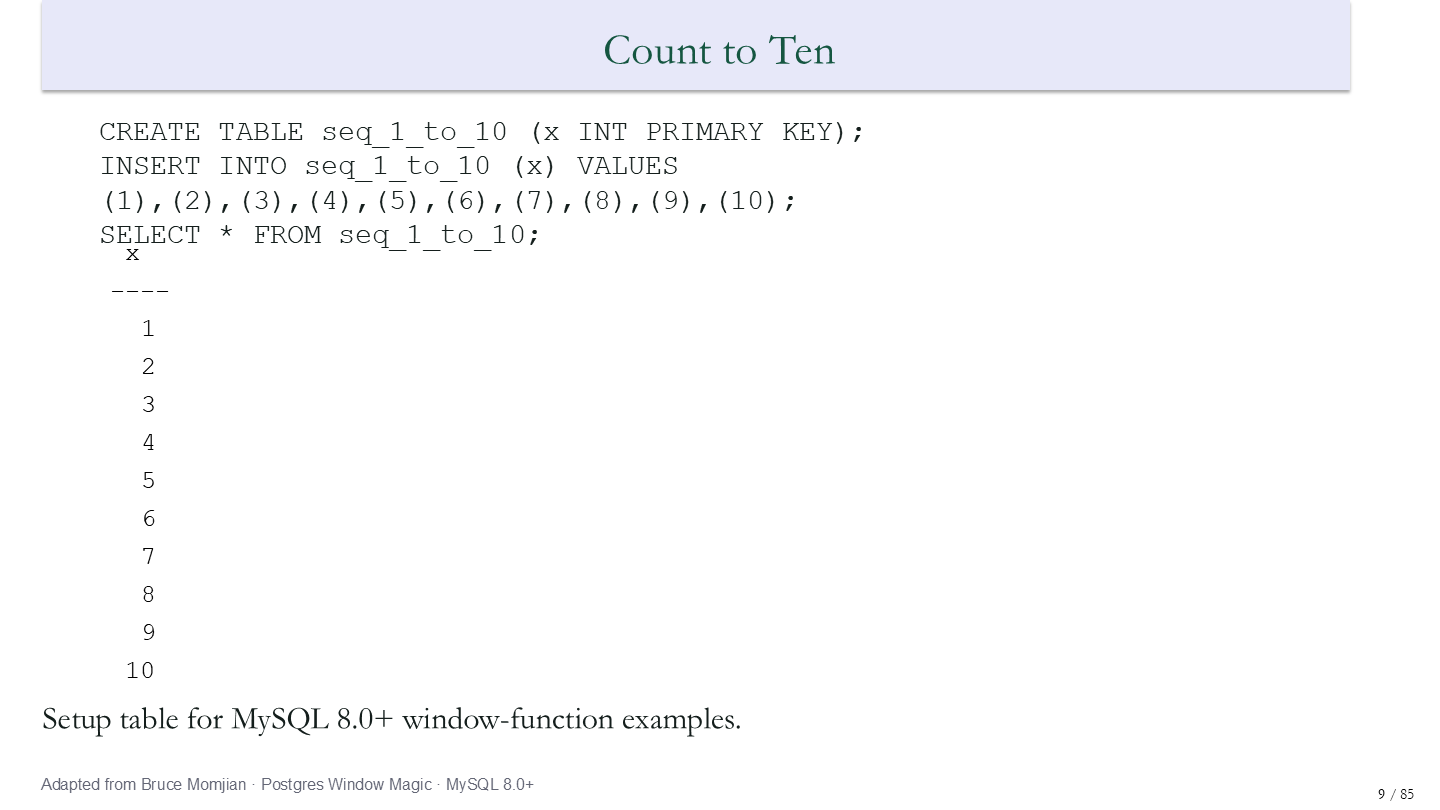 Count to Ten
CREATE TABLE seq_1_to_10 (x INT PRIMARY KEY);
INSERT INTO seq_1_to_10 (x) VALUES
(1),(2),(3),(4),(5),(6),(7),(8),(9),(10);
SELECT * FROM seq_1_to_10;
x
----
1
2
3
4
5
6
7
8
9
10
Setup table for MySQL 8.0+ window-function examples.
Adapted from Bruce Momjian · Postgres Window Magic · MySQL 8.0+
9 / 85